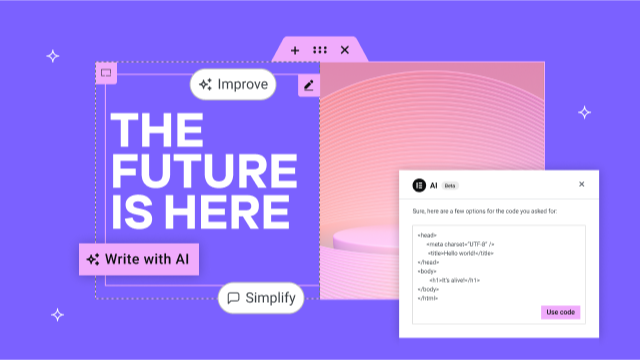 Improve
THE
FUTURE
IS HERE
Write with AI
Simplify
AI Beta
Sure, here are a few options for the code you asked for:
<head>
<meta charset="UTF-8" />
<title>Hello world!</title>
</head>
<body>
<h1>It's alive!</h1>
</body>
</html>
Use code